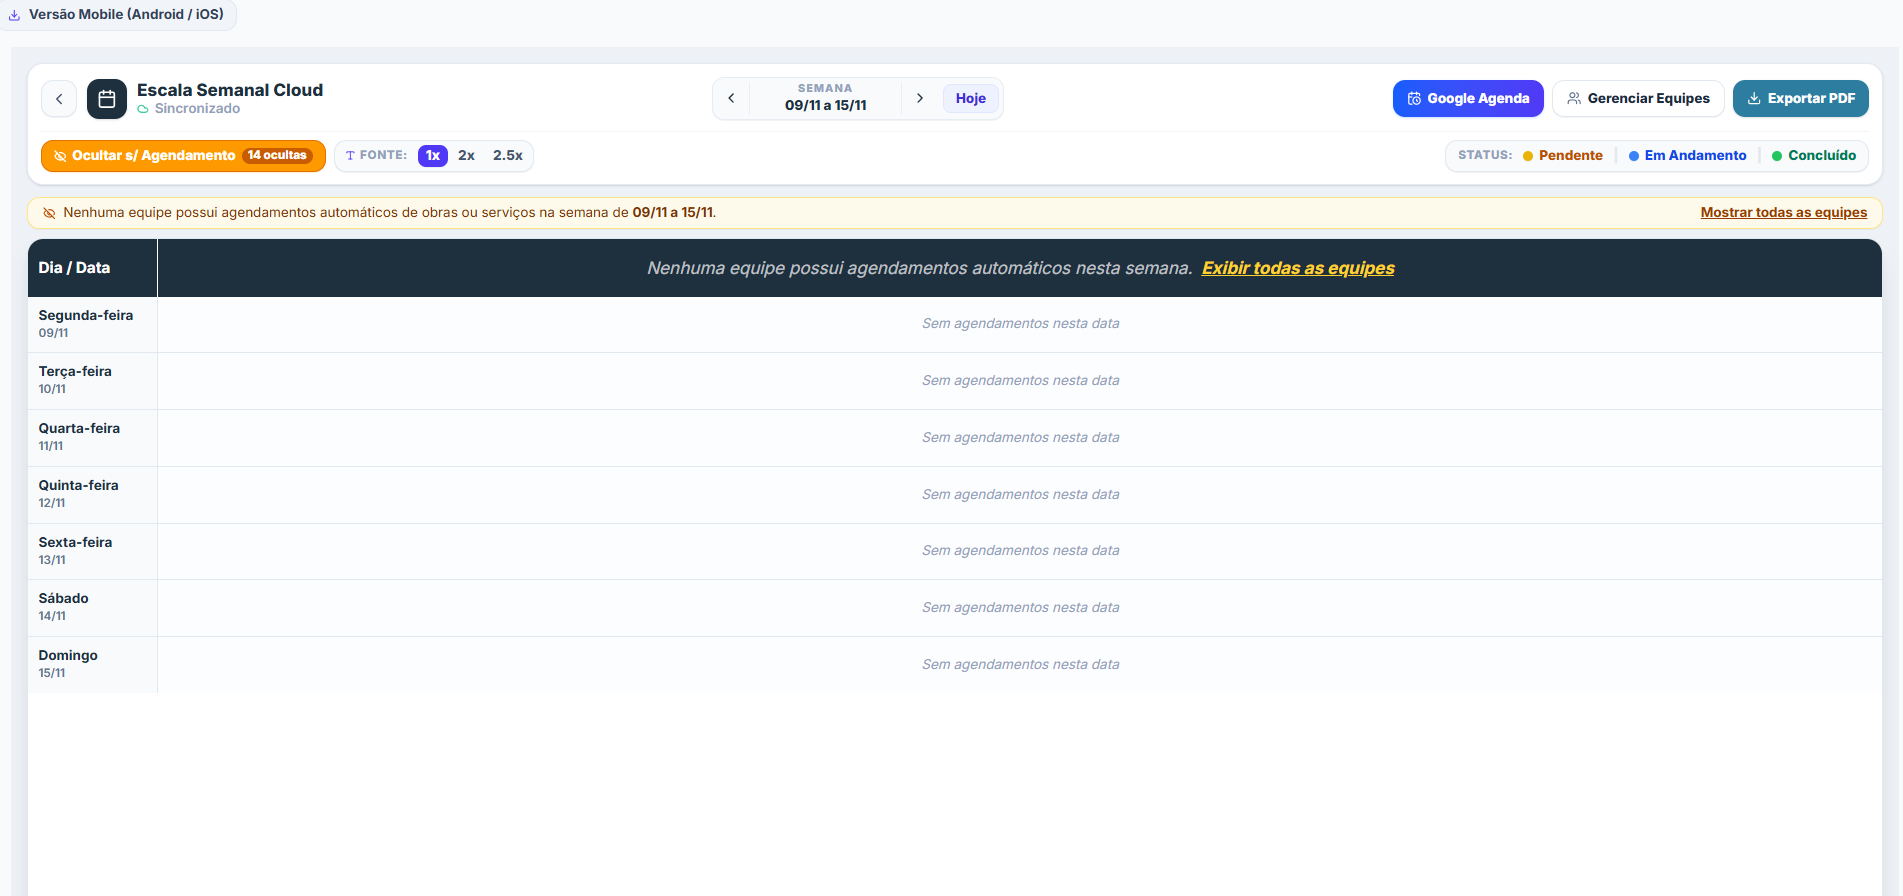 Versão Mobile (Android / iOS)
Escala Semanal Cloud
Sincronizado
SEMANA
09/11 a 15/11
Hoje
Google Agenda
Gerenciar Equipes
Exportar PDF
Ocultar s/ Agendamento 14 ocultas
FONTE: 1x 2x 2.5x
STATUS: Pendente Em Andamento Concluído
Nenhuma equipe possui agendamentos automáticos de obras ou serviços na semana de 09/11 a 15/11.
Mostrar todas as equipes
Dia / Data
Nenhuma equipe possui agendamentos automáticos nesta semana. Exibir todas as equipes
Segunda-feira
09/11
Sem agendamentos nesta data
Terça-feira
10/11
Sem agendamentos nesta data
Quarta-feira
11/11
Sem agendamentos nesta data
Quinta-feira
12/11
Sem agendamentos nesta data
Sexta-feira
13/11
Sem agendamentos nesta data
Sábado
14/11
Sem agendamentos nesta data
Domingo
15/11
Sem agendamentos nesta data